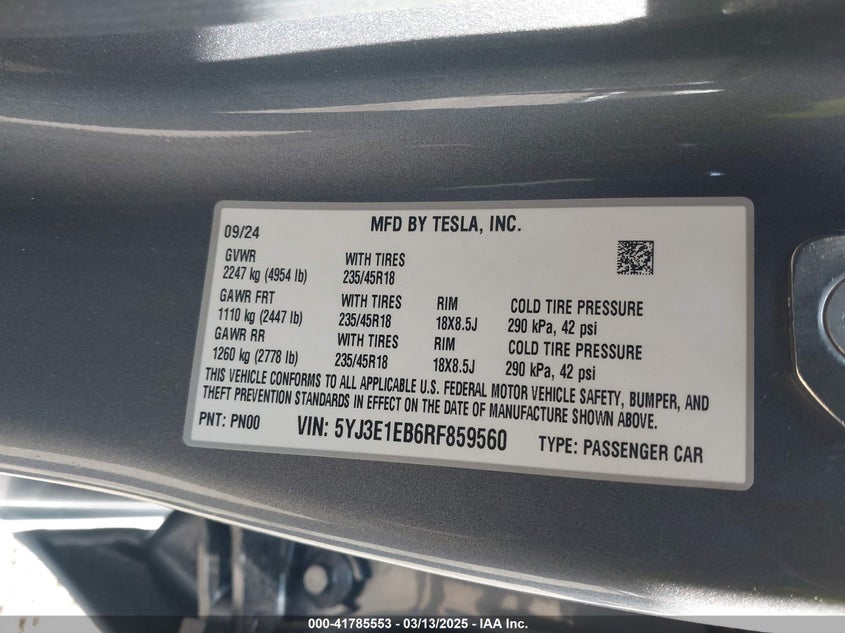 09/24
MFD BY TESLA, INC.
GVWR
2247 kg (4954 lb)
WITH TIRES
235/45R18
GAWR FRT
1110 kg (2447 lb)
WITH TIRES
235/45R18
RIM
18X8.5J
COLD TIRE PRESSURE
290 kPa, 42 psi
GAWR RR
1260 kg (2778 lb)
WITH TIRES
235/45R18
RIM
18X8.5J
COLD TIRE PRESSURE
290 kPa, 42 psi
THIS VEHICLE CONFORMS TO ALL APPLICABLE U.S. FEDERAL MOTOR VEHICLE SAFETY, BUMPER, AND
THEFT PREVENTION STANDARDS IN EFFECT ON THE DATE OF MANUFACTURE SHOWN ABOVE.
PNT: PN00
VIN: 5YJ3E1EB6RF859560
TYPE: PASSENGER CAR
000-41785553 — 03/13/2025 — IAAI Inc.